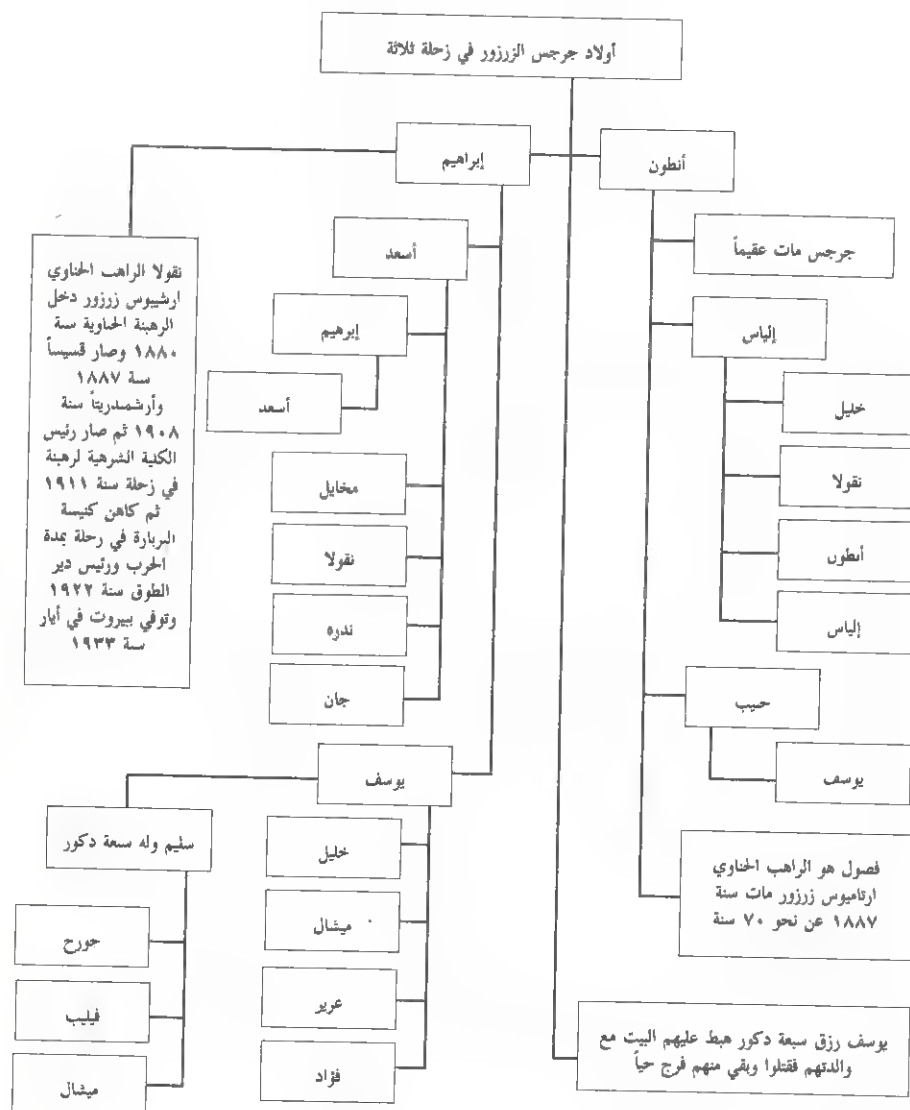 أولاد جرجس الزرزور في زحلة ثلاثة
أنطون
إبراهيم
جرجس مات عقيماً
إلياس
خليل
نقولا
أنطون
إلياس
حبيب
يوسف
فصول هو الراهب الحناوي
ارتاميوس زرزور مات سنة
١٨٨٧ عن نحو ٧٠ سنة
يوسف رزق سبعة دكور هبط عليهم البيت مع
والدتهم فقتلوا وبقي منهم فرج حياً
أسعد
إبرهيم
أسعد
مخايل
نقولا
ندره
جان
يوسف
خليل
ميشال
عزيز
فؤاد
سليم وله سبعة دكور
جورج
فيليب
ميشال
نقولا الراهب الحناوي
ارشيبوس زرزور دخل
الرهبنة الحناوية سنة
١٨٨٠ وصار قسيساً
سنة ١٨٨٧
وأرشمندريتاً سنة
١٩٠٨ ثم صار رئيس
الكلية الشرهية لرهبنة
في زحلة سنة ١٩١١
ثم كاهن كنيسة
البربارة في زحلة بمدة
الحرب ورئيس دير
الطوق سنة ١٩٢٢
وتوفي ببيروت في أيار
سنة ١٩٣٣